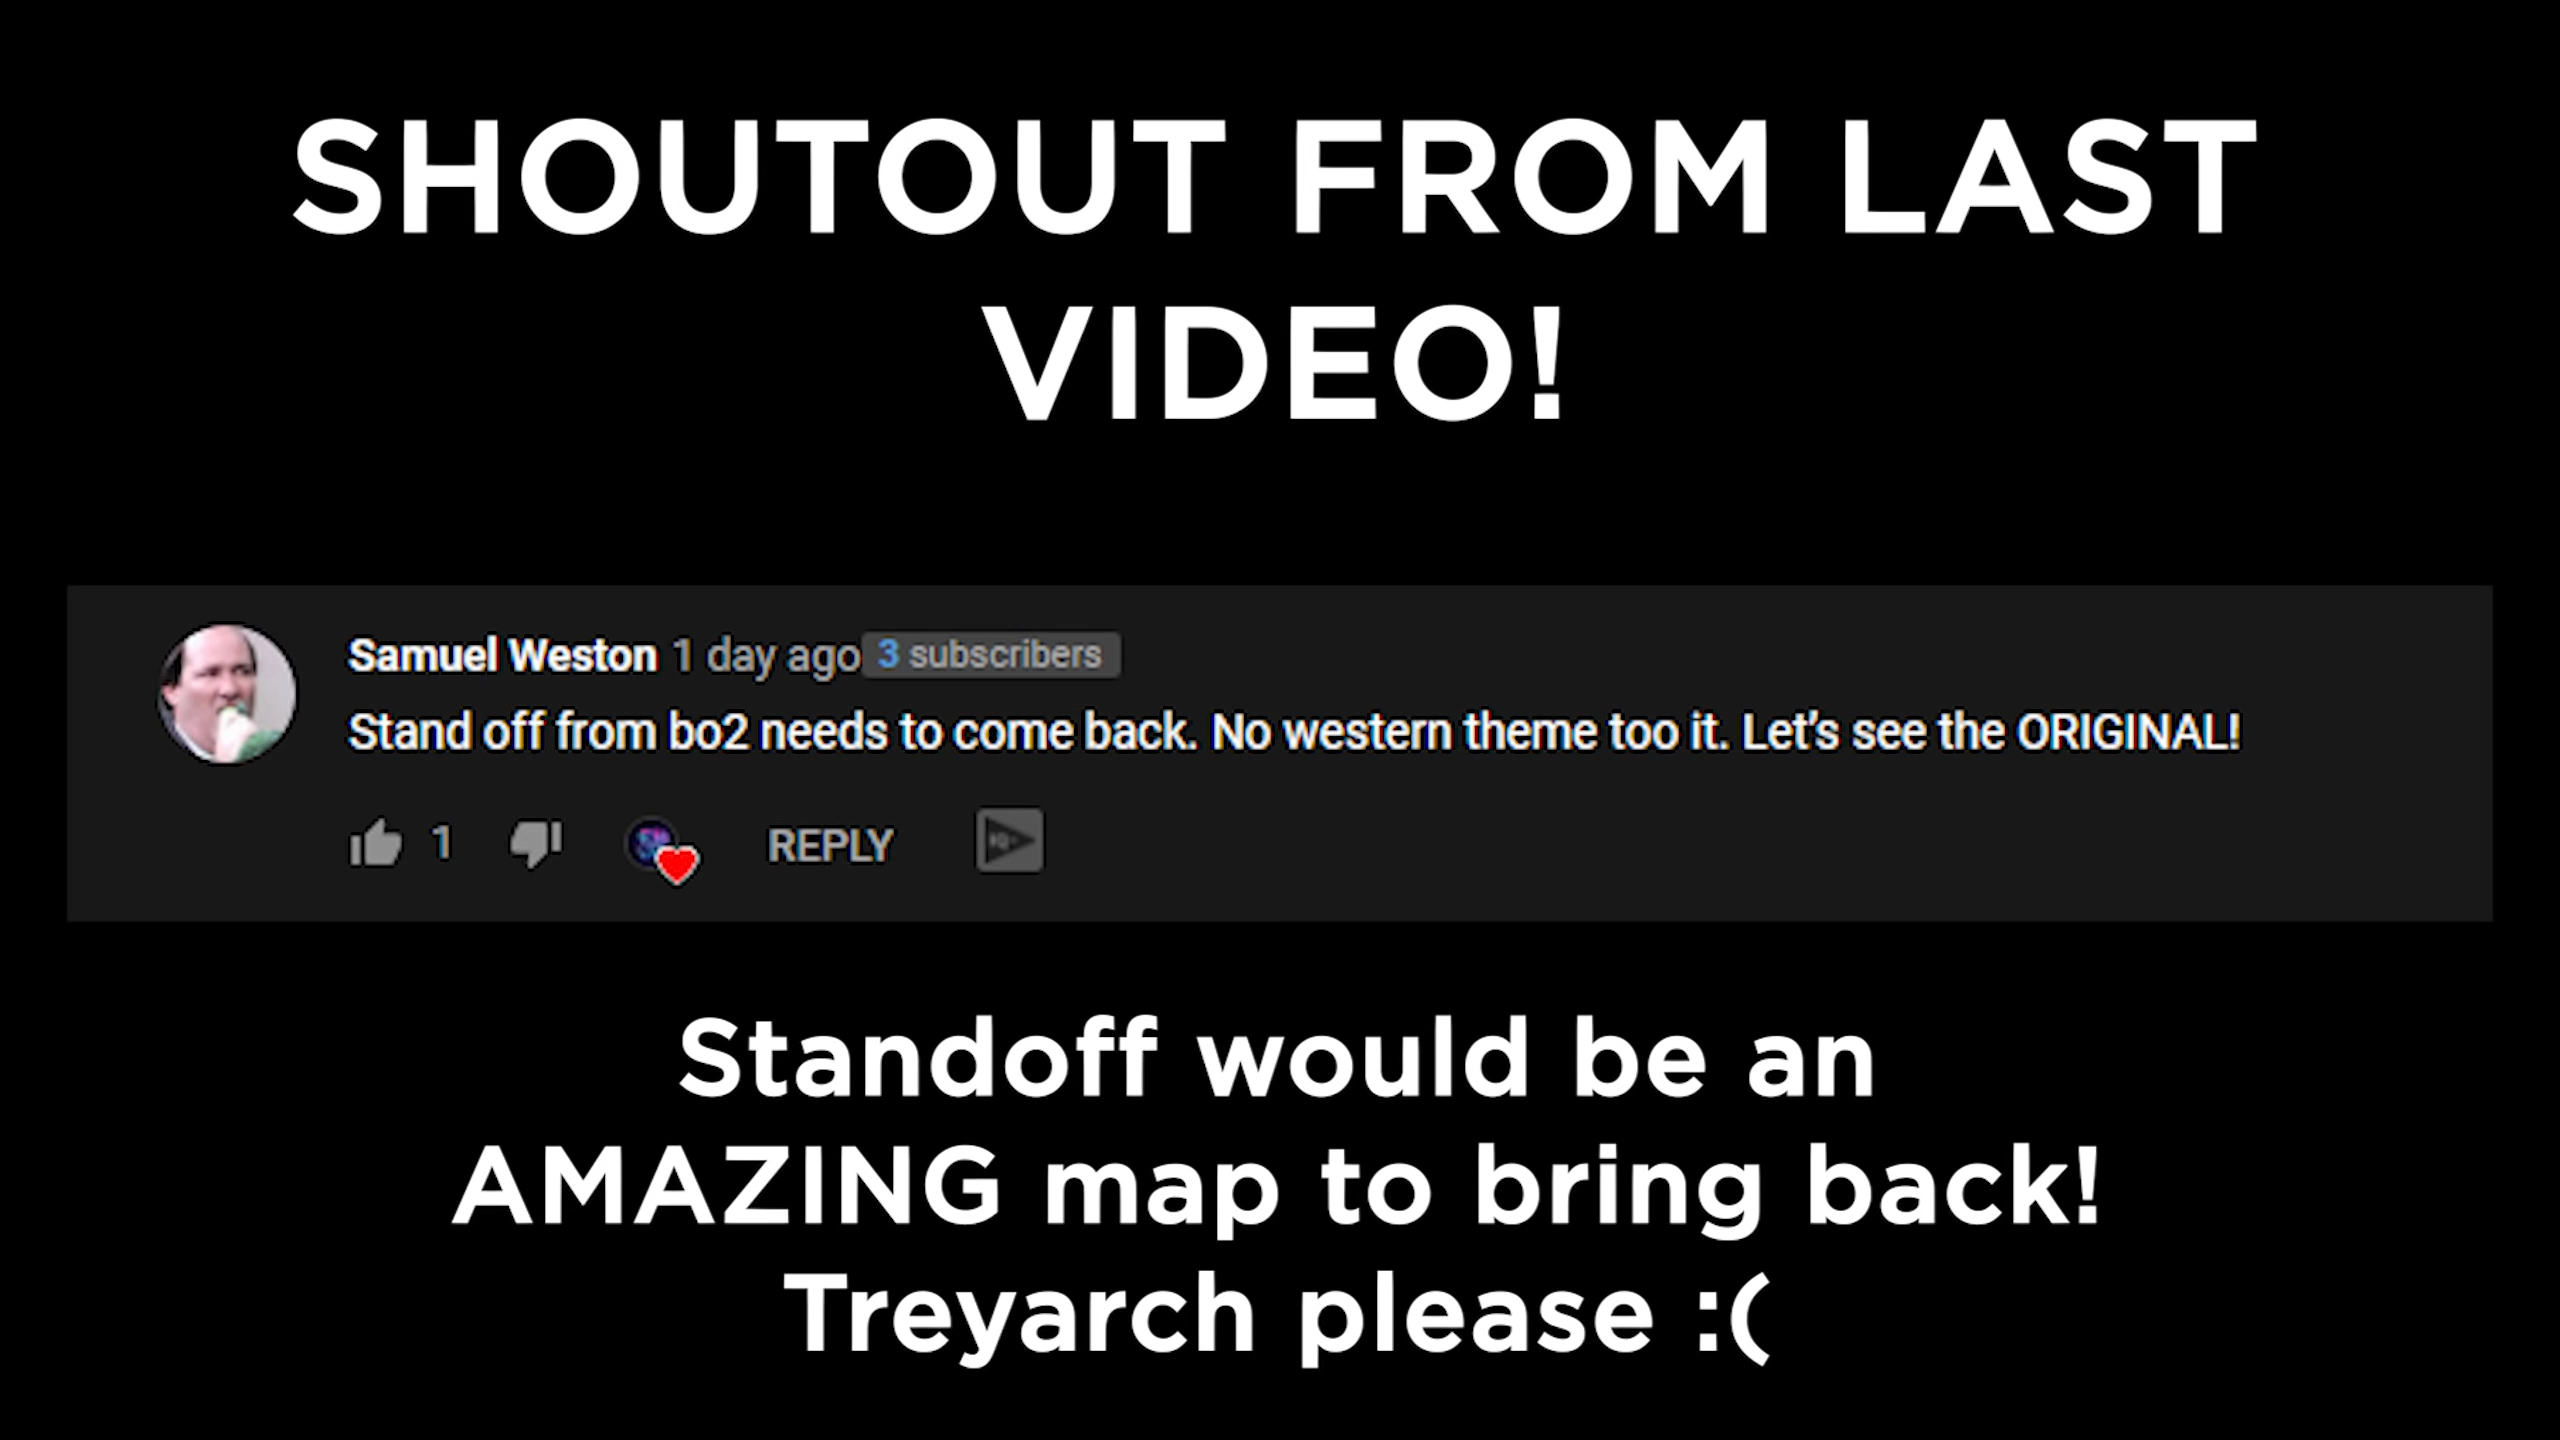 SHOUTOUT FROM LAST
VIDEO!
Samuel Weston 1 day ago 3 subscribers
Stand off from bo2 needs to come back. No western theme too it. Let's see the ORIGINAL!
1 REPLY
Standoff would be an
AMAZING map to bring back!
Treyarch please :(